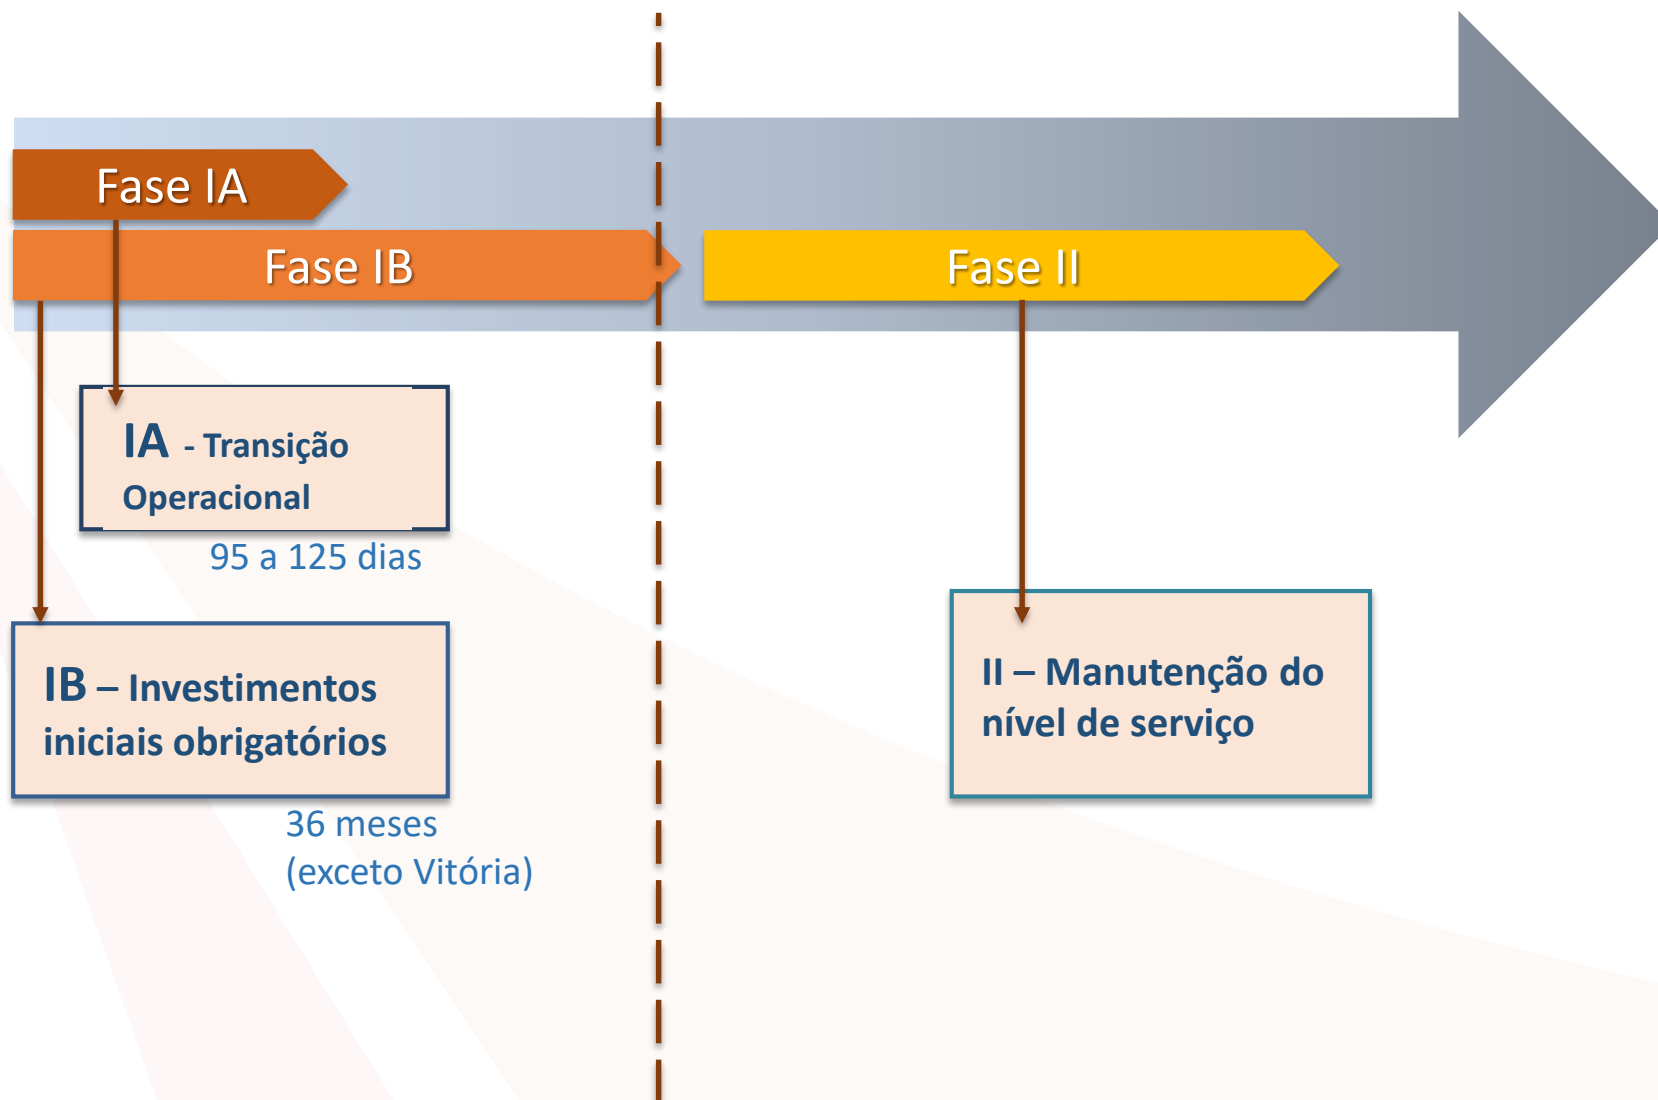 Fase IA
Fase IB
Fase II
IA - Transição
Operacional
95 a 125 dias
IB – Investimentos
iniciais obrigatórios
36 meses
(exceto Vitória)
II – Manutenção do
nível de serviço